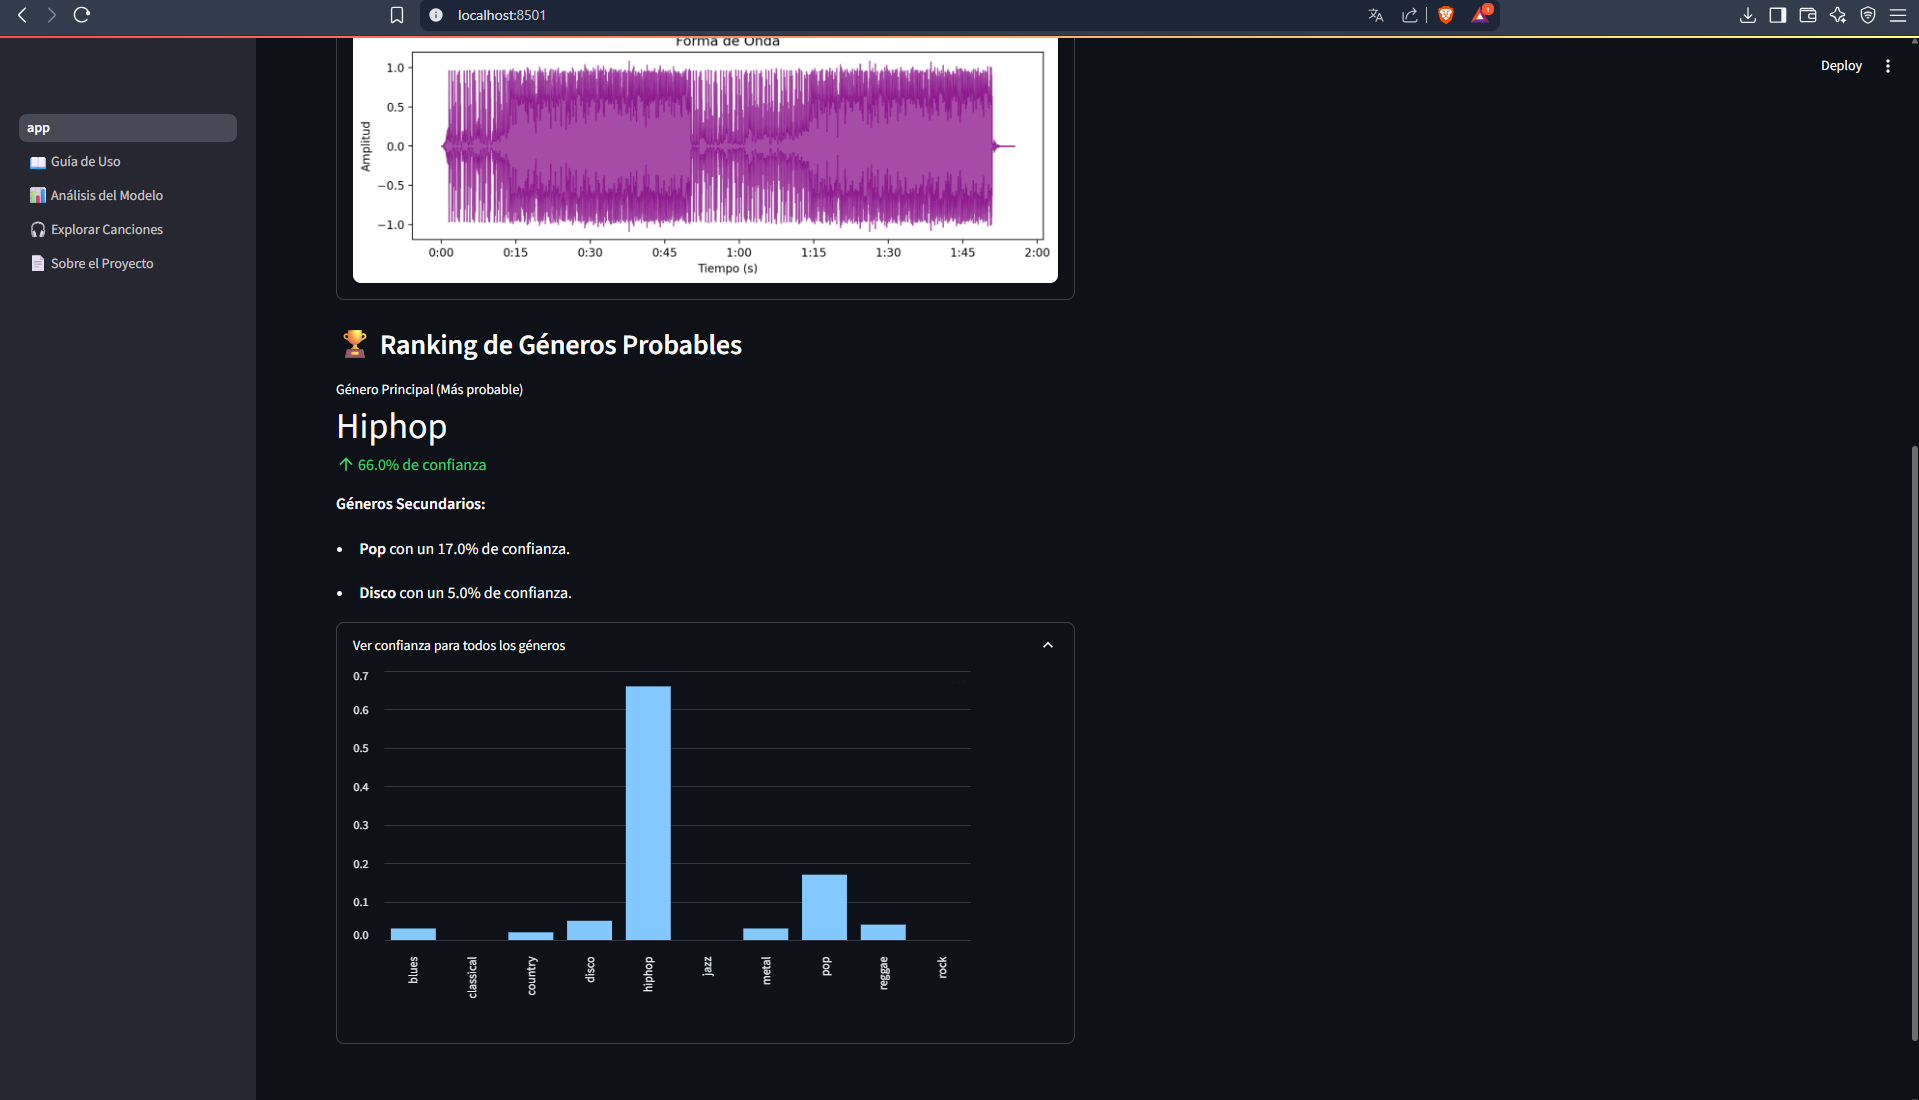 localhost:8501
1
Deploy
app
Guía de Uso
Análisis del Modelo
Explorar Canciones
Sobre el Proyecto
Forma de Onda
Amplitud
1.0
0.5
0.0
−0.5
−1.0
0:00 0:15 0:30 0:45 1:00 1:15 1:30 1:45 2:00
Tiempo (s)
Ranking de Géneros Probables
Género Principal (Más probable)
Hiphop
66.0% de confianza
Géneros Secundarios:
Pop con un 17.0% de confianza.
Disco con un 5.0% de confianza.
Ver confianza para todos los géneros
0.7
0.6
0.5
0.4
0.3
0.2
0.1
0.0
blues classical country disco hiphop jazz metal pop reggae rock